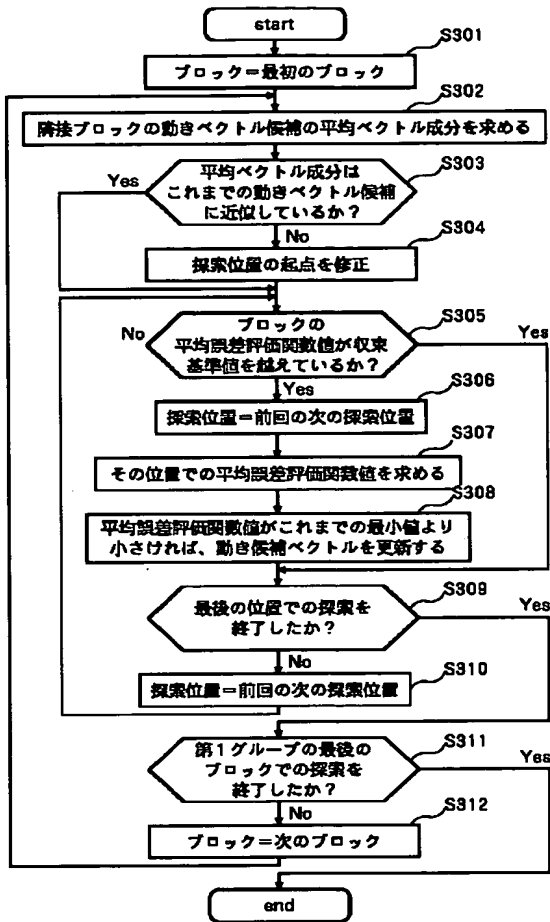 start
S301
ブロック=最初のブロック
S302
隣接ブロックの動きベクトル候補の平均ベクトル成分を求める
S303
平均ベクトル成分は
これまでの動きベクトル候補
に近似しているか？
Yes
No
S304
探索位置の起点を修正
S305
ブロックの
平均誤差評価関数値が収束
基準値を越えているか？
No
Yes
Yes
S306
探索位置=前回の次の探索位置
S307
その位置での平均誤差評価関数値を求める
S308
平均誤差評価関数値がこれまでの最小値より
小さければ、動き候補ベクトルを更新する
S309
最後の位置での探索を
終了したか？
Yes
No
S310
探索位置=前回の次の探索位置
S311
第1グループの最後の
ブロックでの探索を
終了したか？
Yes
No
S312
ブロック=次のブロック
end